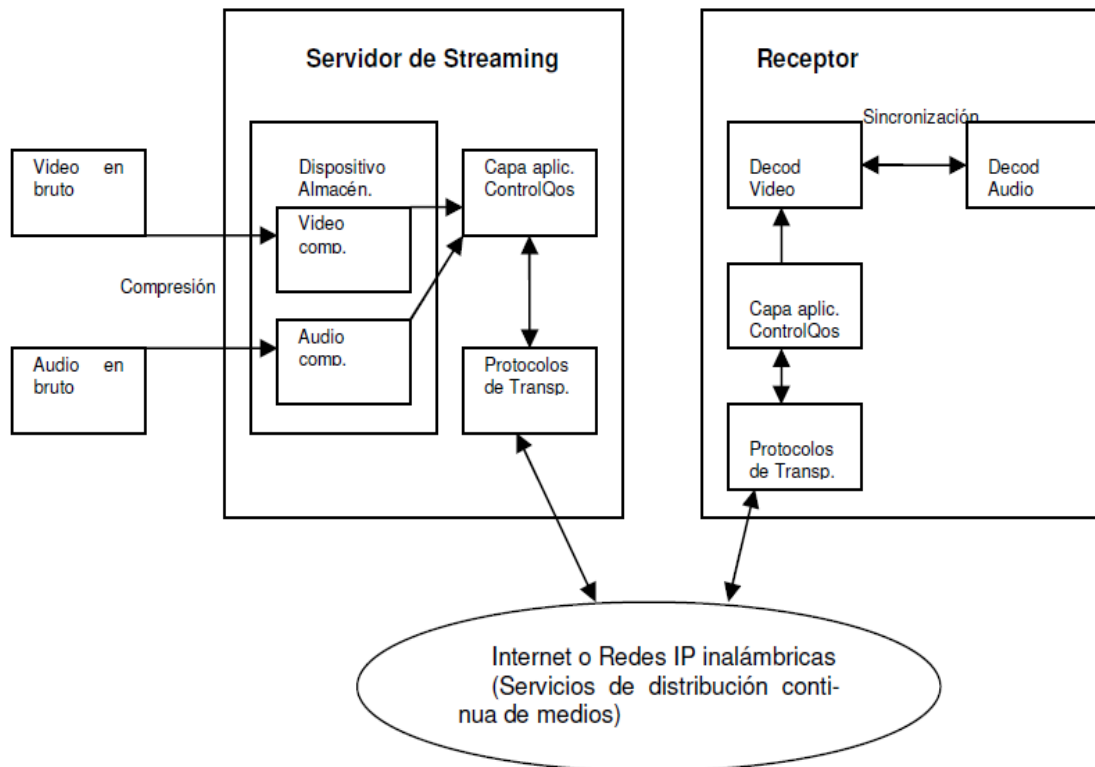 Servidor de Streaming
Receptor
Sincronización
Video en
bruto
Dispositivo
Almacén.
Capa aplic.
ControlQos
Decod
Video
Decod
Audio
Video
comp.
Compresión
Capa aplic.
ControlQos
Audio en
bruto
Audio
comp.
Protocolos
de Transp.
Protocolos
de Transp.
Internet o Redes IP inalámbricas
(Servicios de distribución conti-
nua de medios)